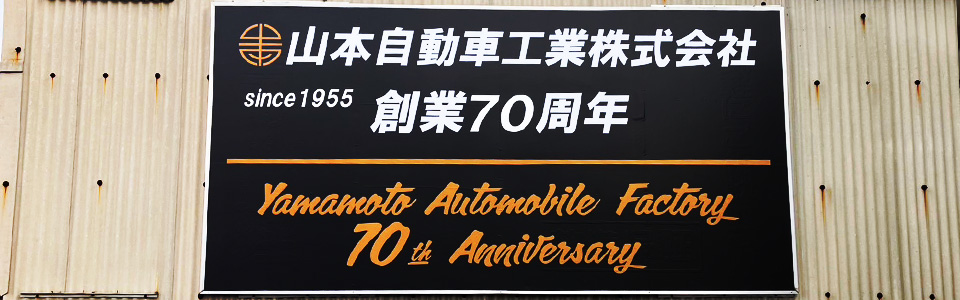 山本自動車工業株式会社
since1955
創業70周年
Yamamoto Automobile Factory
70th Anniversary